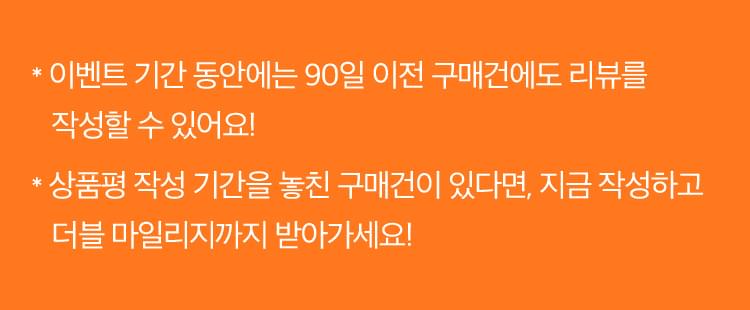 * 이벤트 기간 동안에는 90일 이전 구매건에도 리뷰를
작성할 수 있어요!
* 상품평 작성 기간을 놓친 구매건이 있다면, 지금 작성하고
더블 마일리지까지 받아가세요!